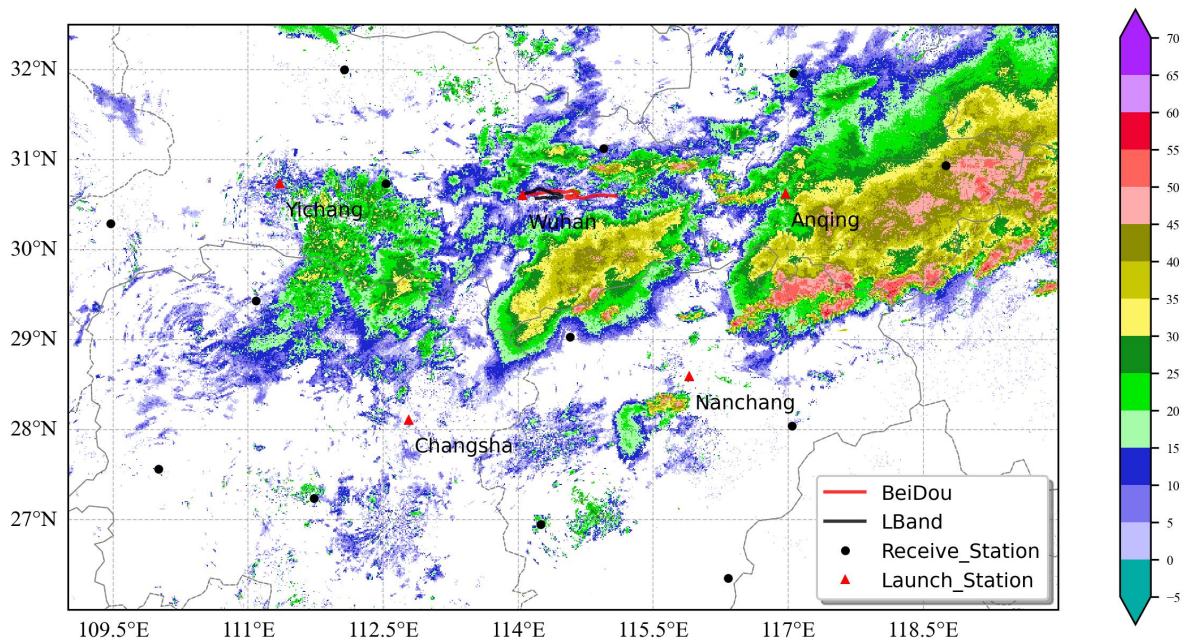 32°N
31°N
30°N
29°N
28°N
27°N
109.5°E 111°E 112.5°E 114°E 115.5°E 117°E 118.5°E
Yichang
Wuhan
Anqing
Nanchang
Changsha
BeiDou
LBand
Receive_Station
Launch_Station
70
65
60
55
50
45
40
35
30
25
20
15
10
5
0
−5